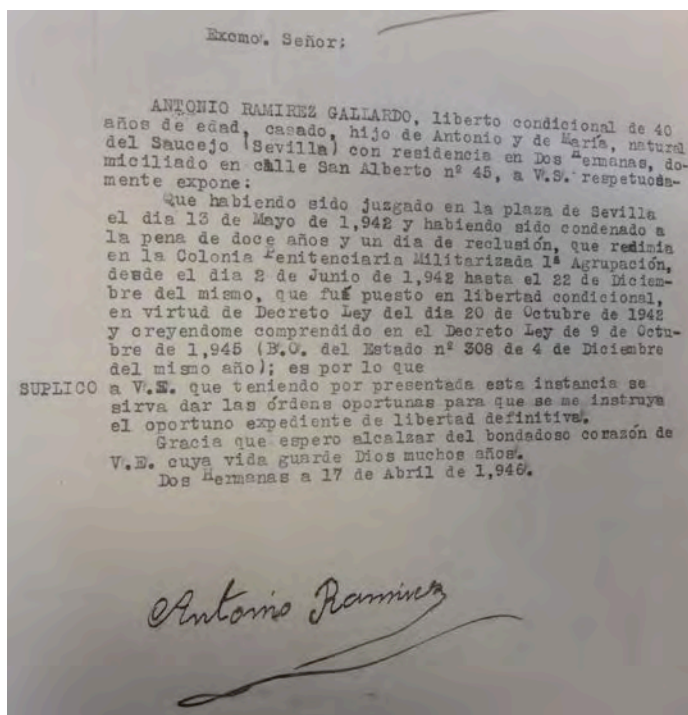 Excmo. Señor;
ANTONIO RAMIREZ GALLARDO, liberto condicional de 40
años de edad, casado, hijo de Antonio y de María, natural
del Saucejo (Sevilla) con residencia en Dos Hermanas, do-
miciliado en calle San Alberto nº 45, a V.S. respetuosa-
mente expone:
Que habiendo sido juzgado en la plaza de Sevilla
el dia 13 de Mayo de 1,942 y habiendo sido condenado a
la pena de doce años y un dia de reclusión, que redimia
en la Colonia Penitenciaria Militarizada 1ª Agrupación,
desde el dia 2 de Junio de 1,942 hasta el 22 de Diciem-
bre del mismo, que fué puesto en libertad condicional,
en virtud de Decreto Ley del dia 20 de Octubre de 1942
y creyendome comprendido en el Decreto Ley de 9 de Octu-
bre de 1,945 (B.O. del Estado nº 308 de 4 de Diciembre
del mismo año); es por lo que
SUPLICO a V.E. que teniendo por presentada esta instancia se
sirva dar las órdens oportunas para que se me instruya
el oportuno expediente de libertad definitiva.
Gracia que espero alcalzar del bondadoso corazón de
V.E. cuya vida guarde Dios muchos años.
Dos Hermanas a 17 de Abril de 1,946.
Antonio Ramirez